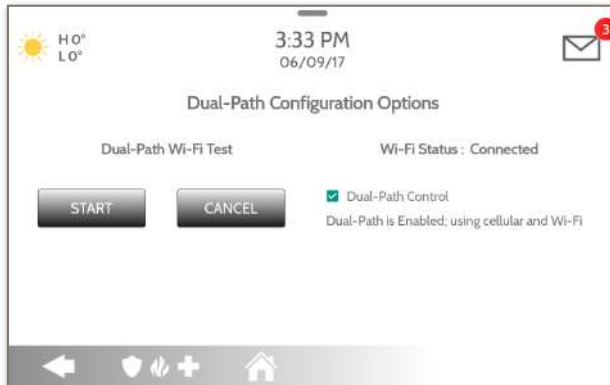 H 0°
L 0°
3:33 PM
06/09/17
3
Dual-Path Configuration Options
Dual-Path Wi-Fi Test
Wi-Fi Status : Connected
START
CANCEL
Dual-Path Control
Dual-Path is Enabled; using cellular and Wi-Fi